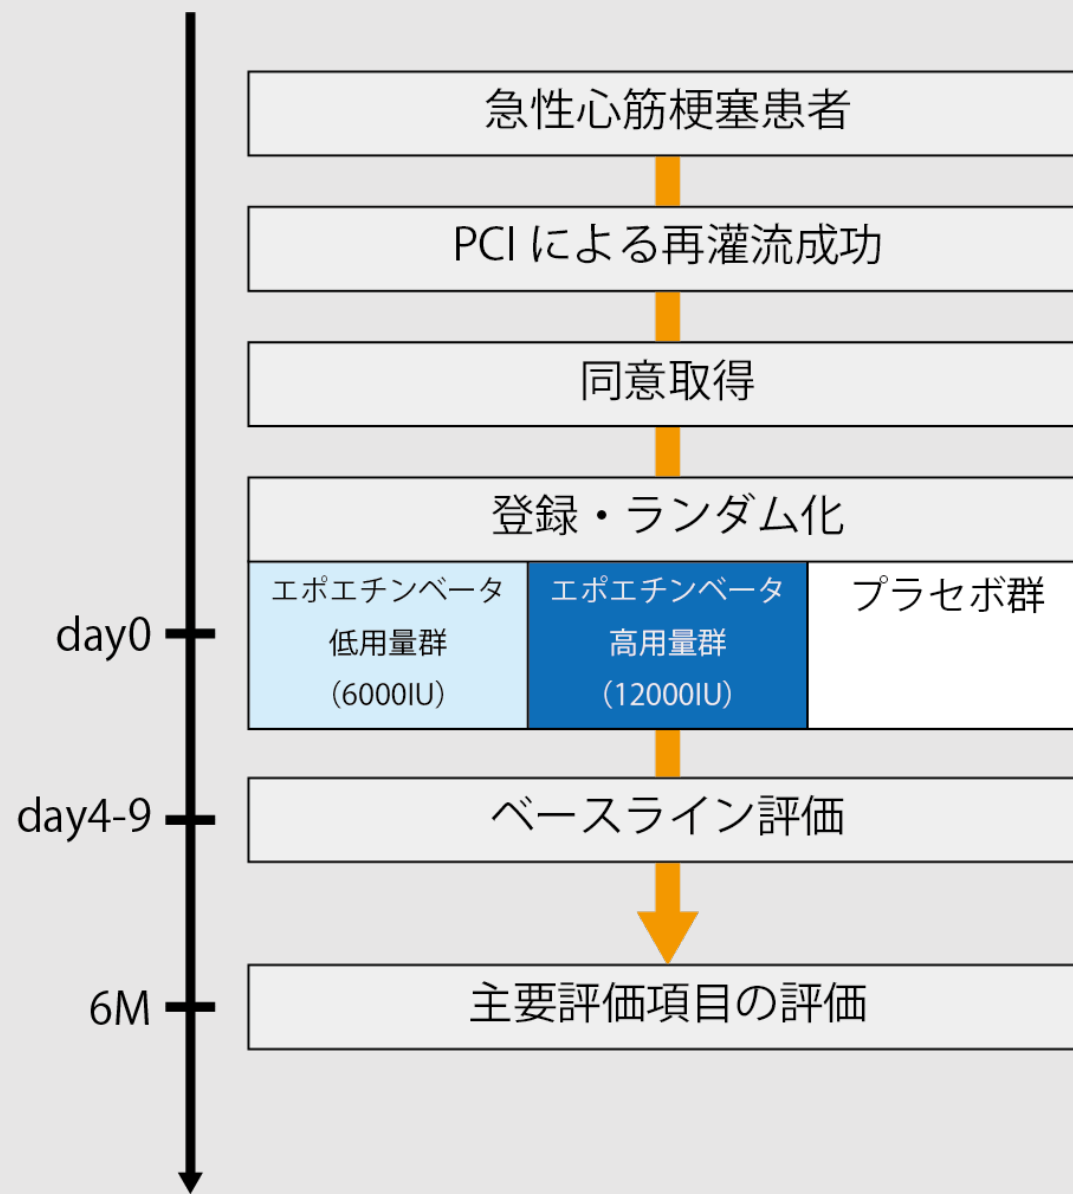 急性心筋梗塞患者
PCI による再灌流成功
同意取得
登録・ランダム化
day0
エポエチンベータ
低用量群
（6000IU）
エポエチンベータ
高用量群
（12000IU）
プラセボ群
day4-9
ベースライン評価
6M
主要評価項目の評価